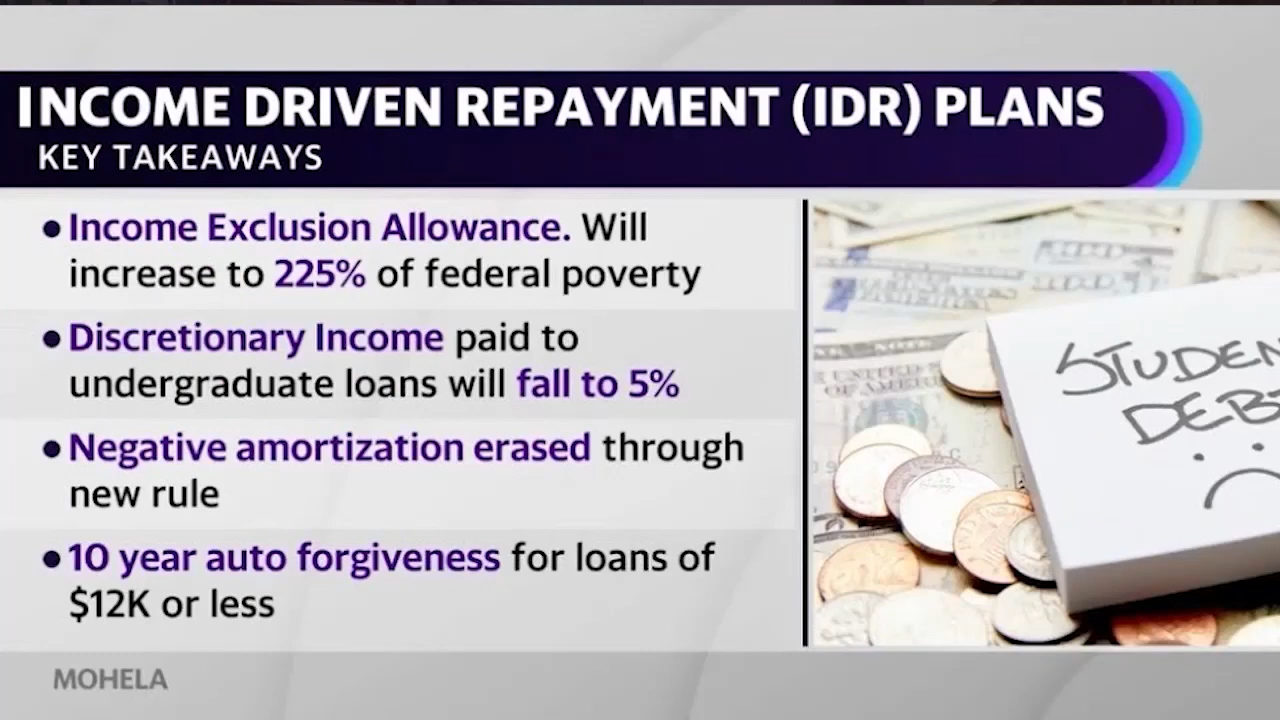 INCOME DRIVEN REPAYMENT (IDR) PLANS
KEY TAKEAWAYS
• Income Exclusion Allowance. Will
increase to 225% of federal poverty
• Discretionary Income paid to
undergraduate loans will fall to 5%
• Negative amortization erased through
new rule
• 10 year auto forgiveness for loans of
$12K or less
MOHELA